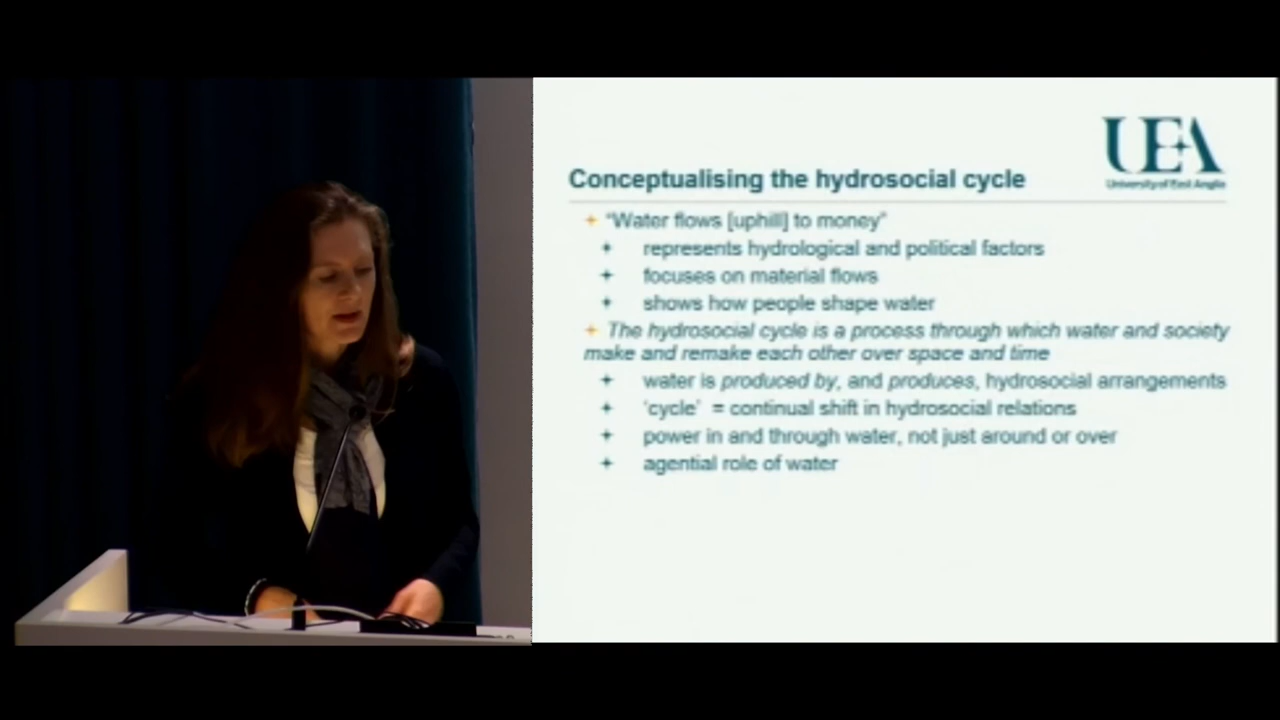 UEA
University of East Anglia
Conceptualising the hydrosocial cycle
“Water flows [uphill] to money”
represents hydrological and political factors
focuses on material flows
shows how people shape water
The hydrosocial cycle is a process through which water and society
make and remake each other over space and time
water is produced by, and produces, hydrosocial arrangements
‘cycle’ = continual shift in hydrosocial relations
power in and through water, not just around or over
agential role of water